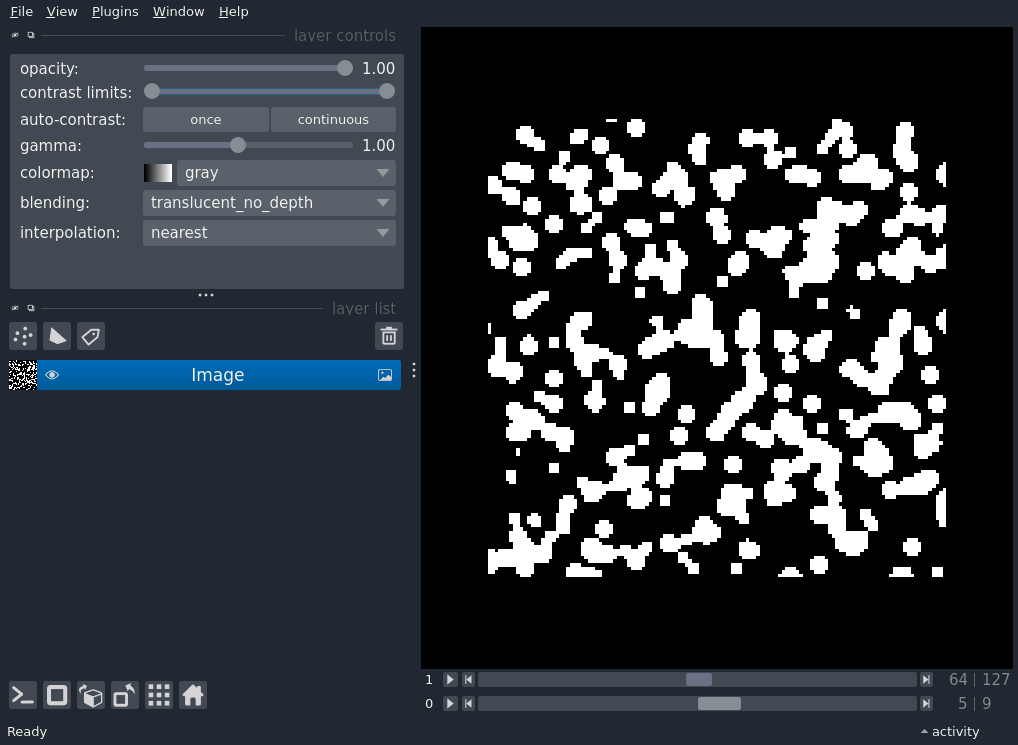 File View Plugins Window Help
layer controls
opacity: 1.00
contrast limits:
auto-contrast: once continuous
gamma: 1.00
colormap: gray
blending: translucent_no_depth
interpolation: nearest
layer list
Image
1 64 | 127
0 5 | 9
Ready activity